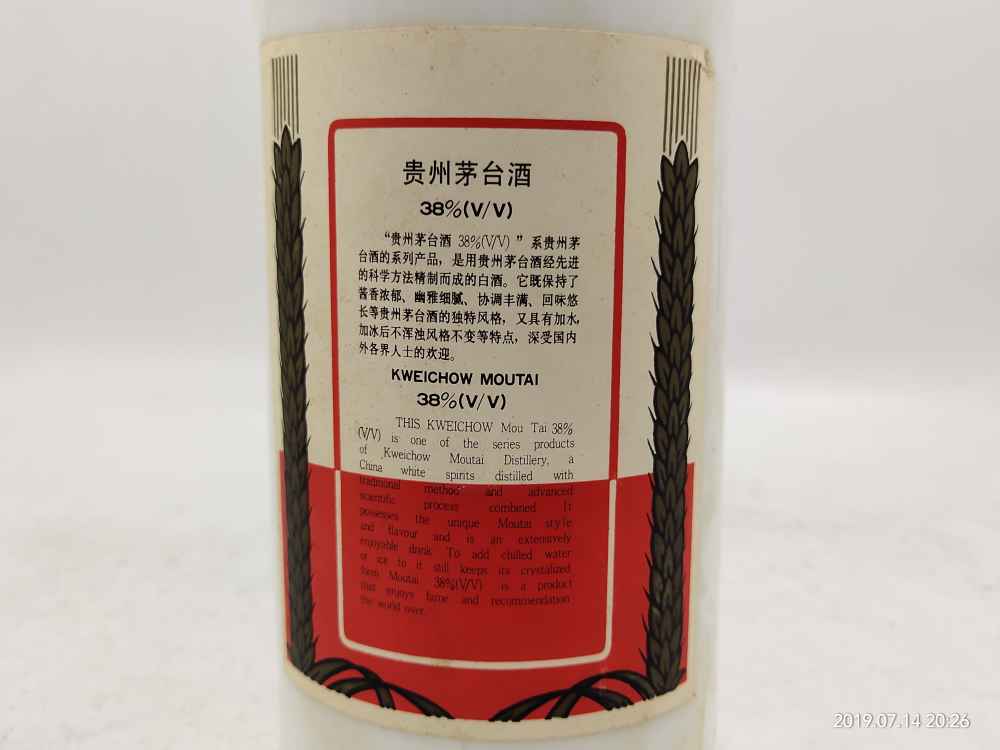 贵州茅台酒
38%(V/V)
“贵州茅台酒 38%(V/V)”系贵州茅
台酒的系列产品，是用贵州茅台酒经先进
的科学方法精制而成的白酒。它既保持了
酱香浓郁、幽雅细腻、协调丰满、回味悠
长等贵州茅台酒的独特风格，又具有加水,
加冰后不浑浊风格不变等特点，深受国内
外各界人士的欢迎。
KWEICHOW MOUTAI
38%(V/V)
THIS KWEICHOW Mou Tai 38%
(V/V) is one of the series products
of Kweichow Moutai Distillery, a
China white spirits distilled with
traditional method and advanced
scientific process combined It
possesses the unique Moutai style
and flavour and is an extensively
enjoyable drink To add chilled water
or ice to it still keeps its crystalized
form Moutai 38%(V/V) is a product
that enjoys fame and recommendation
the world over.
2019.07.14 20:26